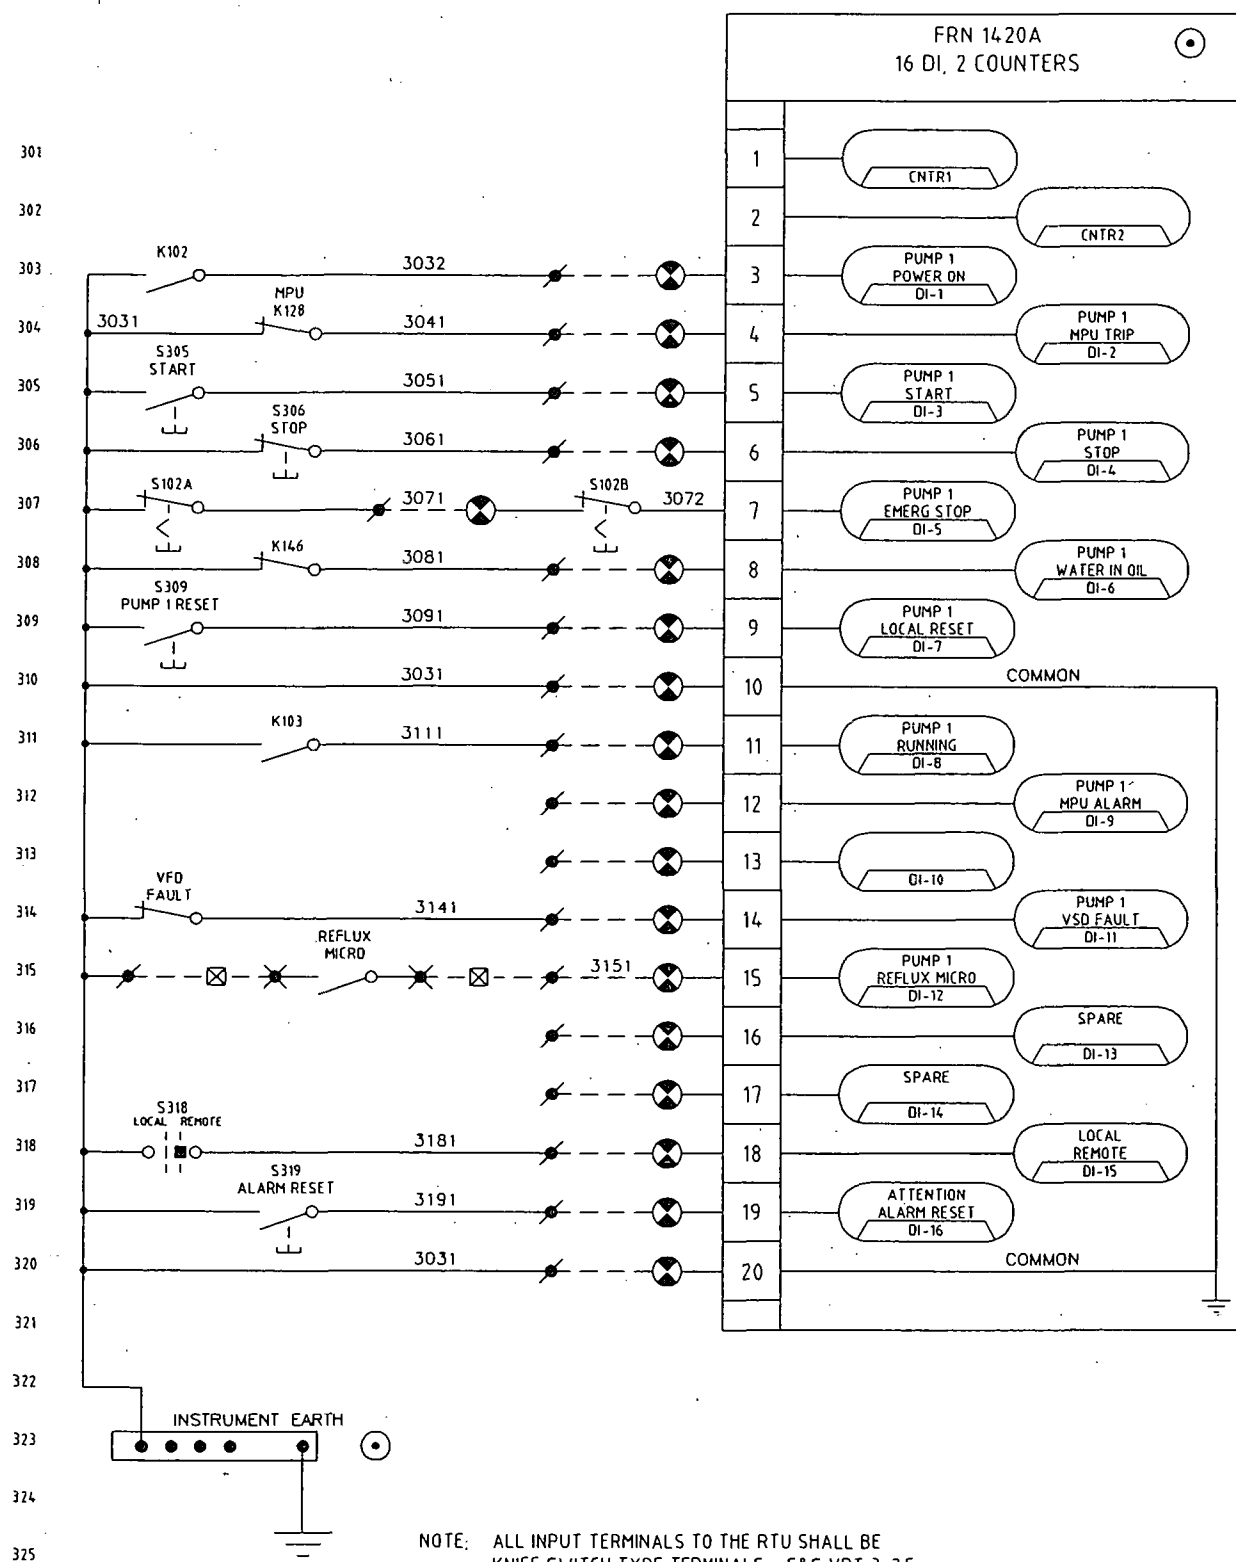 FRN 1420A
16 DI, 2 COUNTERS
301
1
CNTR1
302
2
CNTR2
303
K102
3032
3
PUMP 1
POWER ON
DI-1
304
3031
MPU
K128
3041
4
PUMP 1
MPU TRIP
DI-2
305
S305
START
3051
5
PUMP 1
START
DI-3
306
S306
STOP
3061
6
PUMP 1
STOP
DI-4
307
S102A
3071
S102B
3072
7
PUMP 1
EMERG STOP
DI-5
308
K146
3081
8
PUMP 1
WATER IN OIL
DI-6
309
S309
PUMP 1 RESET
3091
9
PUMP 1
LOCAL RESET
DI-7
310
3031
10
COMMON
311
K103
3111
11
PUMP 1
RUNNING
DI-8
312
12
PUMP 1
MPU ALARM
DI-9
313
13
DI-10
314
VFD
FAULT
3141
14
PUMP 1
VSD FAULT
DI-11
315
REFLUX
MICRO
3151
15
PUMP 1
REFLUX MICRO
DI-12
316
16
SPARE
DI-13
317
17
SPARE
DI-14
318
S318
LOCAL REMOTE
3181
18
LOCAL
REMOTE
DI-15
319
S319
ALARM RESET
3191
19
ATTENTION
ALARM RESET
DI-16
320
3031
20
COMMON
321
322
323
INSTRUMENT EARTH
324
325
NOTE: ALL INPUT TERMINALS TO THE RTU SHALL BE
KNIFE SWITCH TYPE TERMINALS